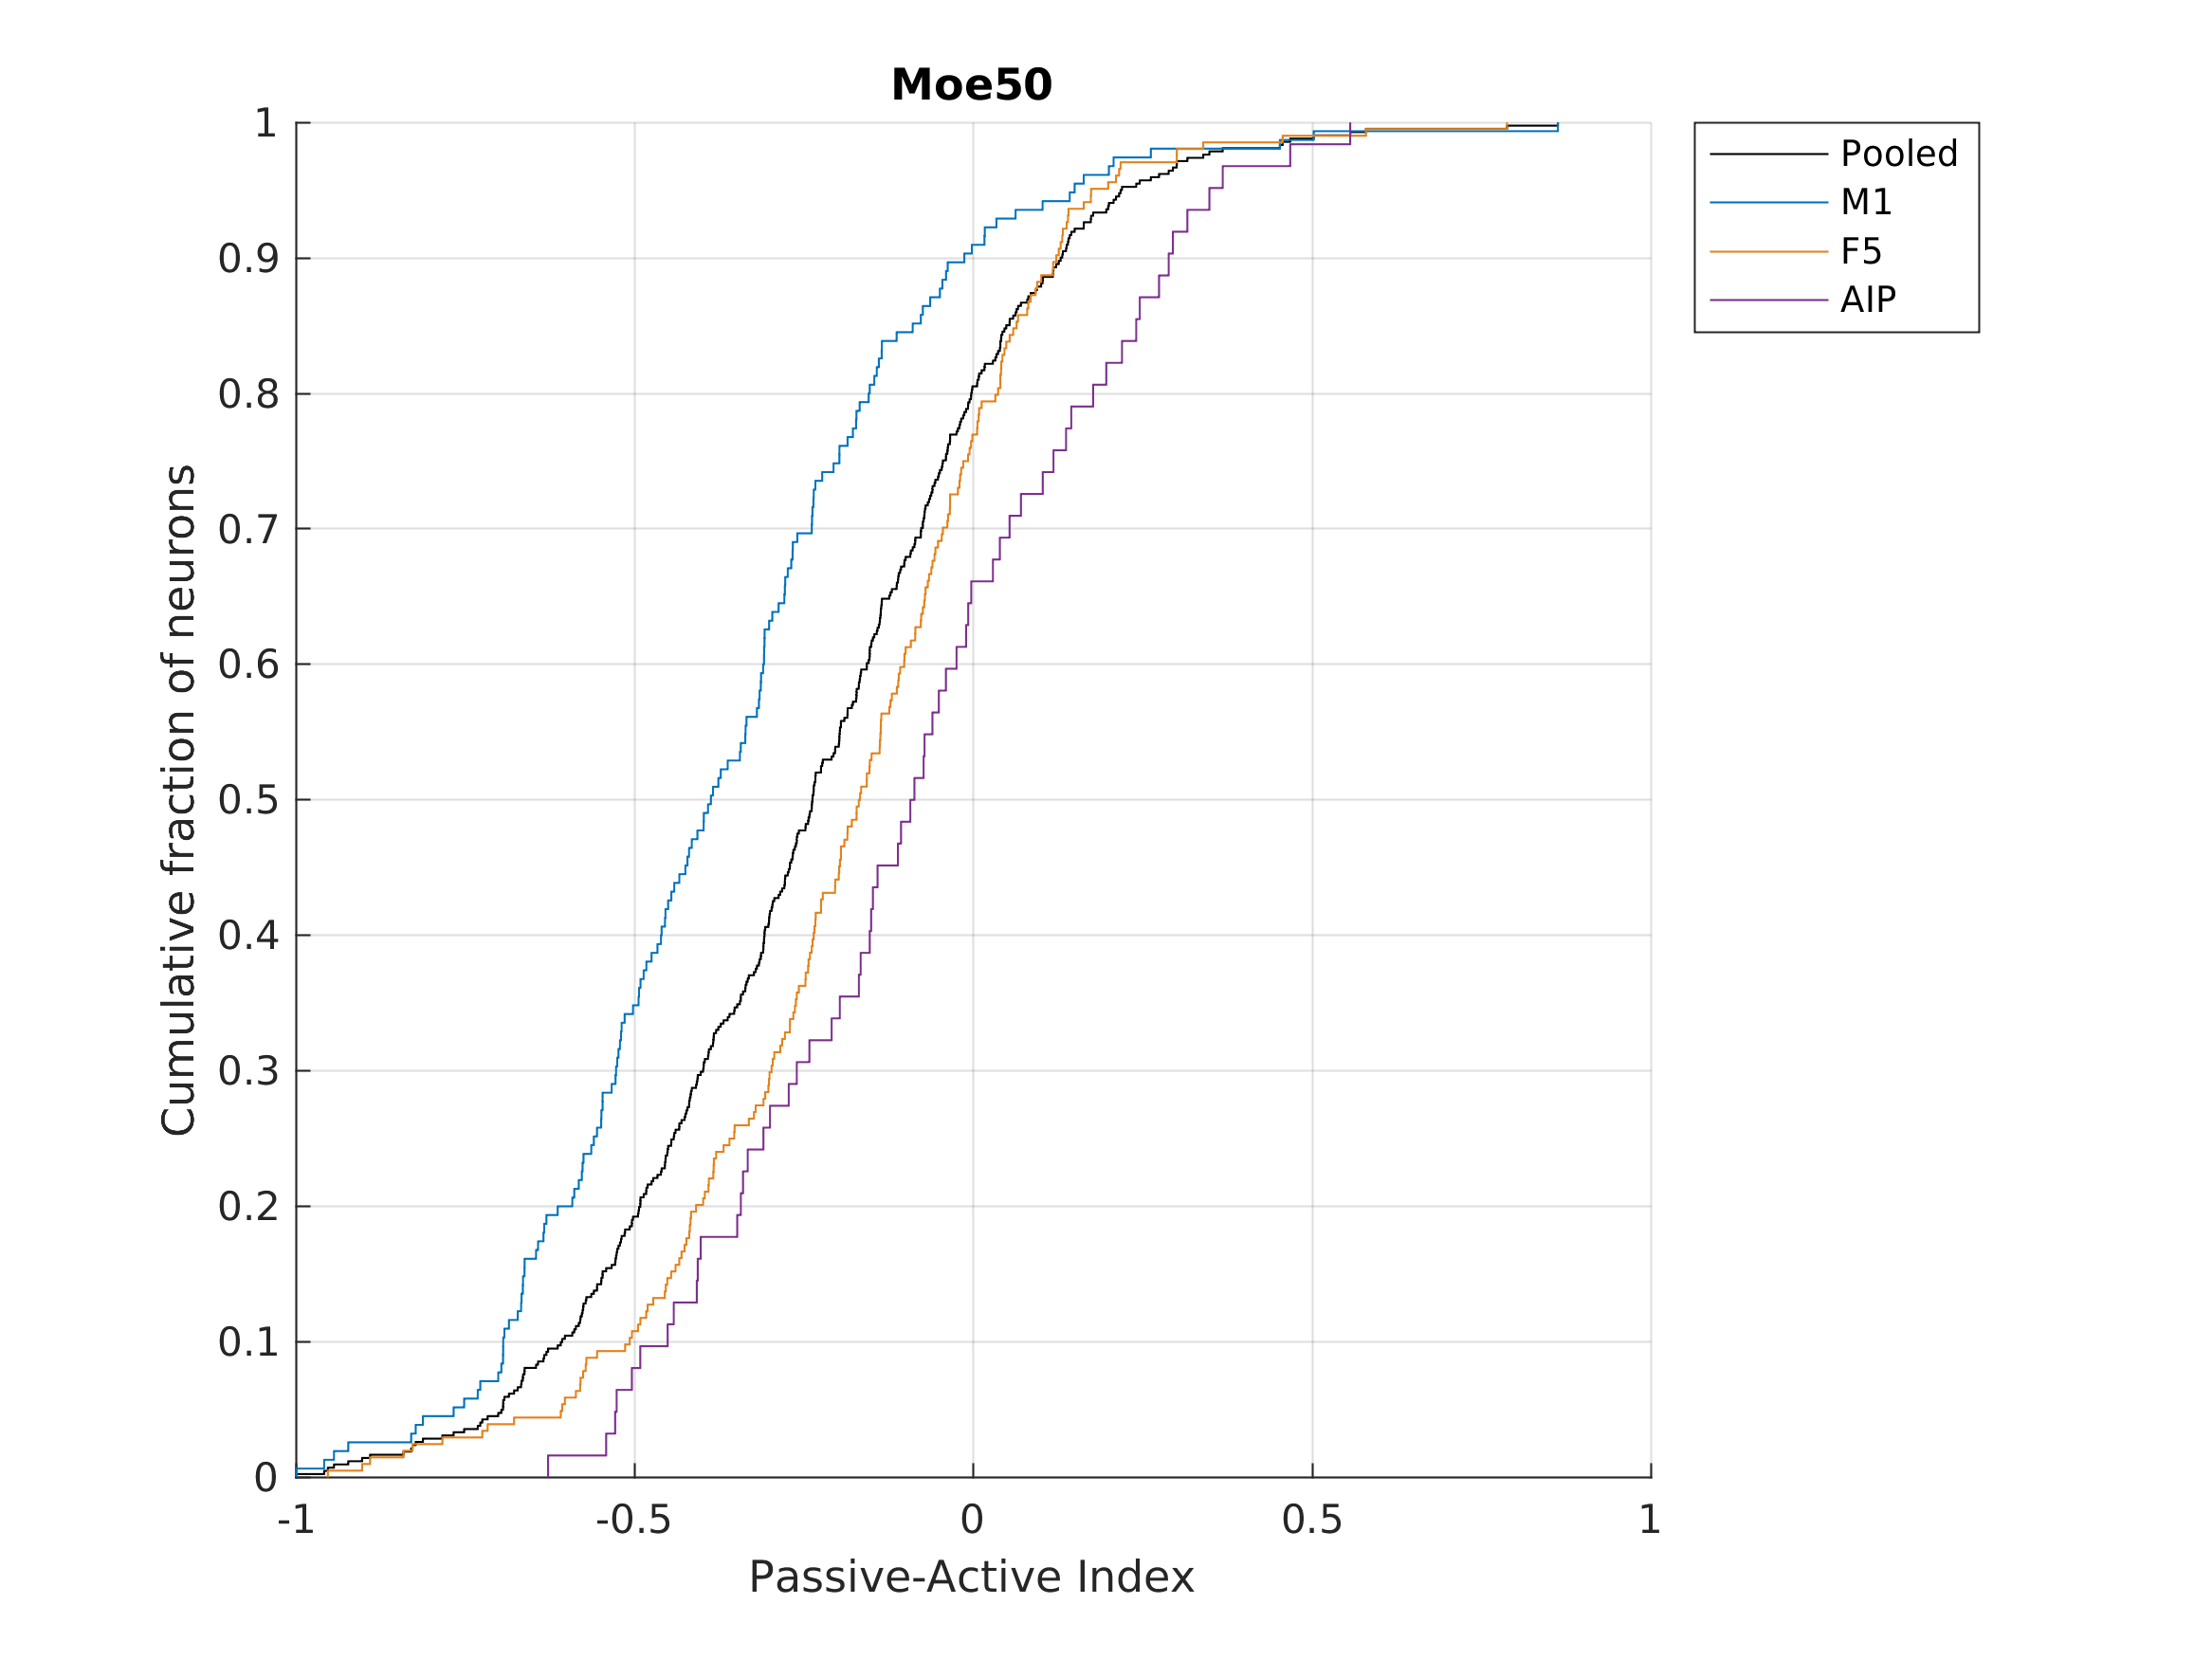 Moe50
Pooled
M1
F5
AIP
1
0.9
0.8
0.7
0.6
0.5
0.4
0.3
0.2
0.1
0
Cumulative fraction of neurons
-1
-0.5
0
0.5
1
Passive-Active Index